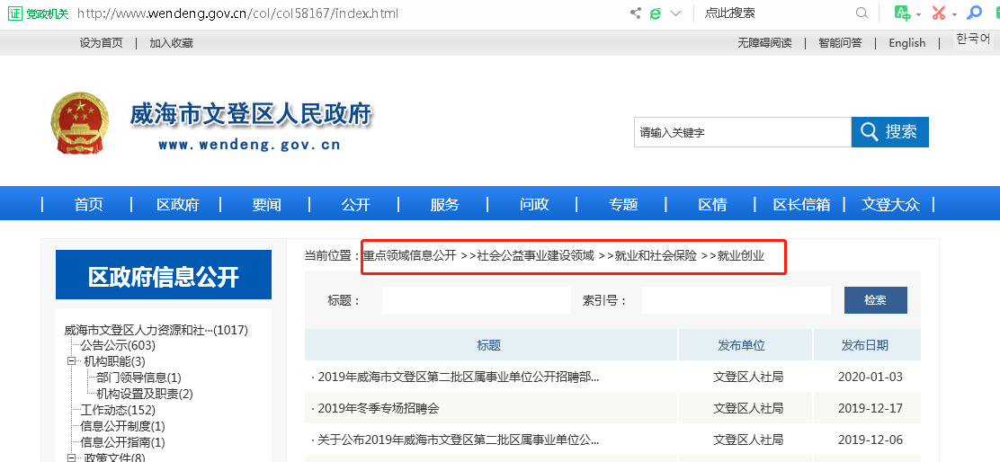 证 党政机关 http://www.wendeng.gov.cn/col/col58167/index.html 点此搜索
设为首页 | 加入收藏 无障碍阅读 | 智能问答 | English | 한국어
威海市文登区人民政府
www.wendeng.gov.cn
请输入关键字 搜索
首页 | 区政府 | 要闻 | 公开 | 服务 | 问政 | 专题 | 区情 | 区长信箱 | 文登大众
当前位置：重点领域信息公开 >>社会公益事业建设领域 >>就业和社会保险 >>就业创业
区政府信息公开
标题： 索引号： 检索
威海市文登区人力资源和社···(1017)
公告公示(603)
机构职能(3)
部门领导信息(1)
机构设置及职责(2)
工作动态(152)
信息公开制度(1)
信息公开指南(1)
政策文件(8)
标题 发布单位 发布日期
· 2019年威海市文登区第二批区属事业单位公开招聘部... 文登区人社局 2020-01-03
· 2019年冬季专场招聘会 文登区人社局 2019-12-17
· 关于公布2019年威海市文登区第二批区属事业单位公... 文登区人社局 2019-12-06